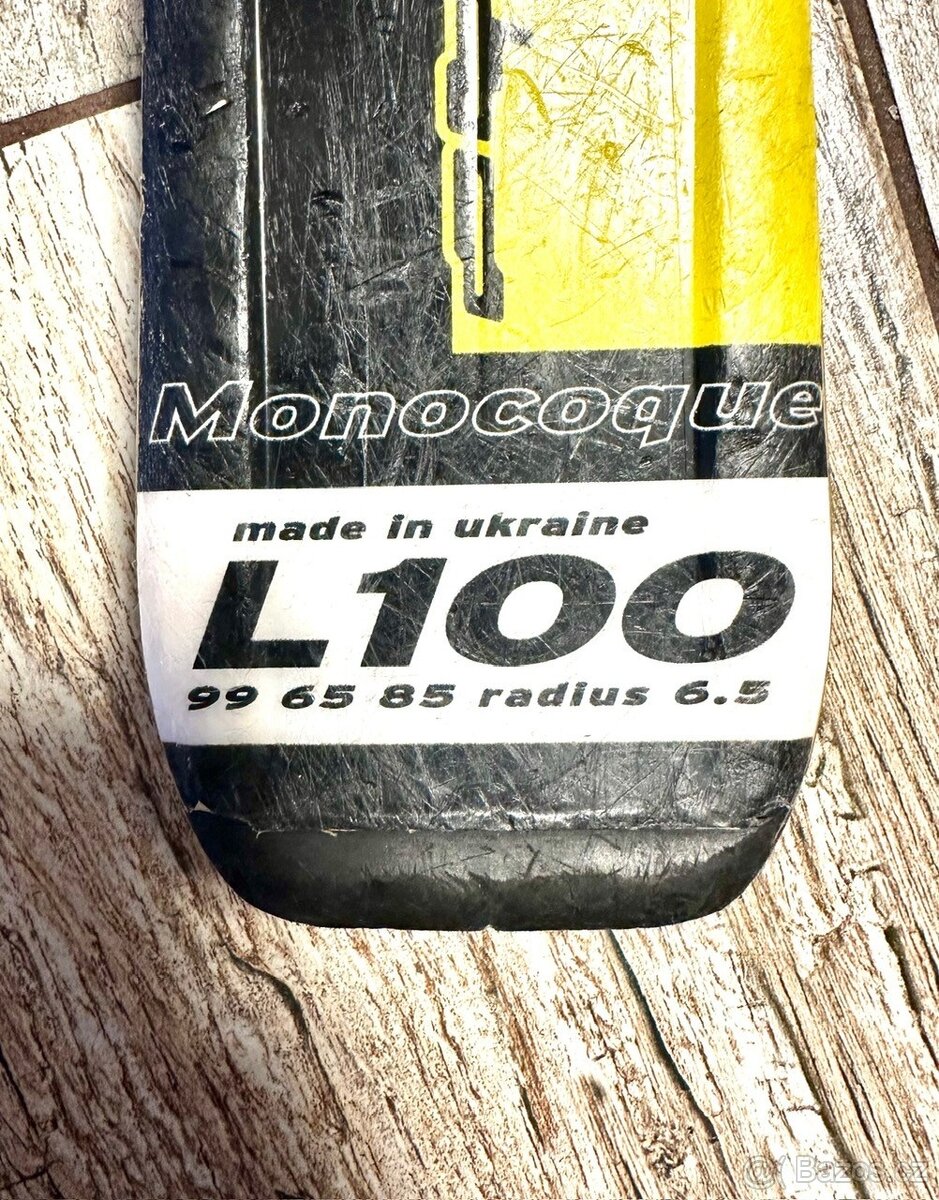 Monocoque
made in ukraine
L100
99 65 85 radius 6.5
@ Bazos.cz